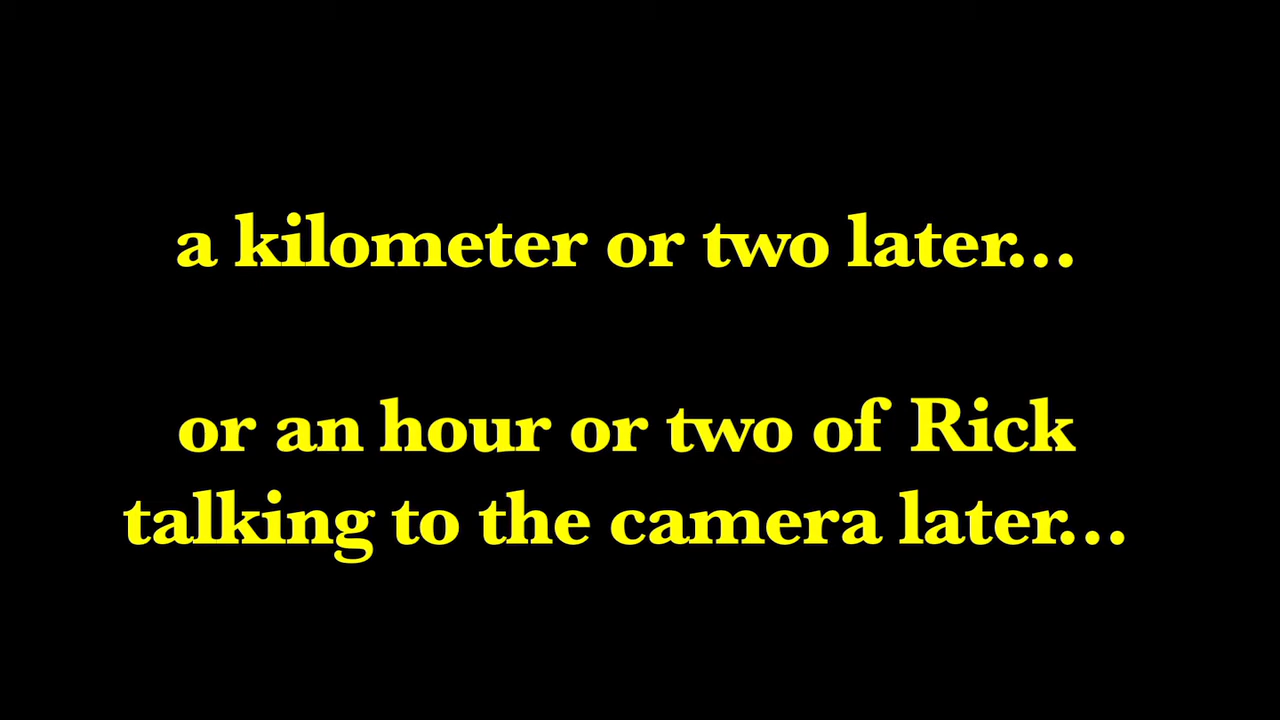 a kilometer or two later...
or an hour or two of Rick
talking to the camera later...